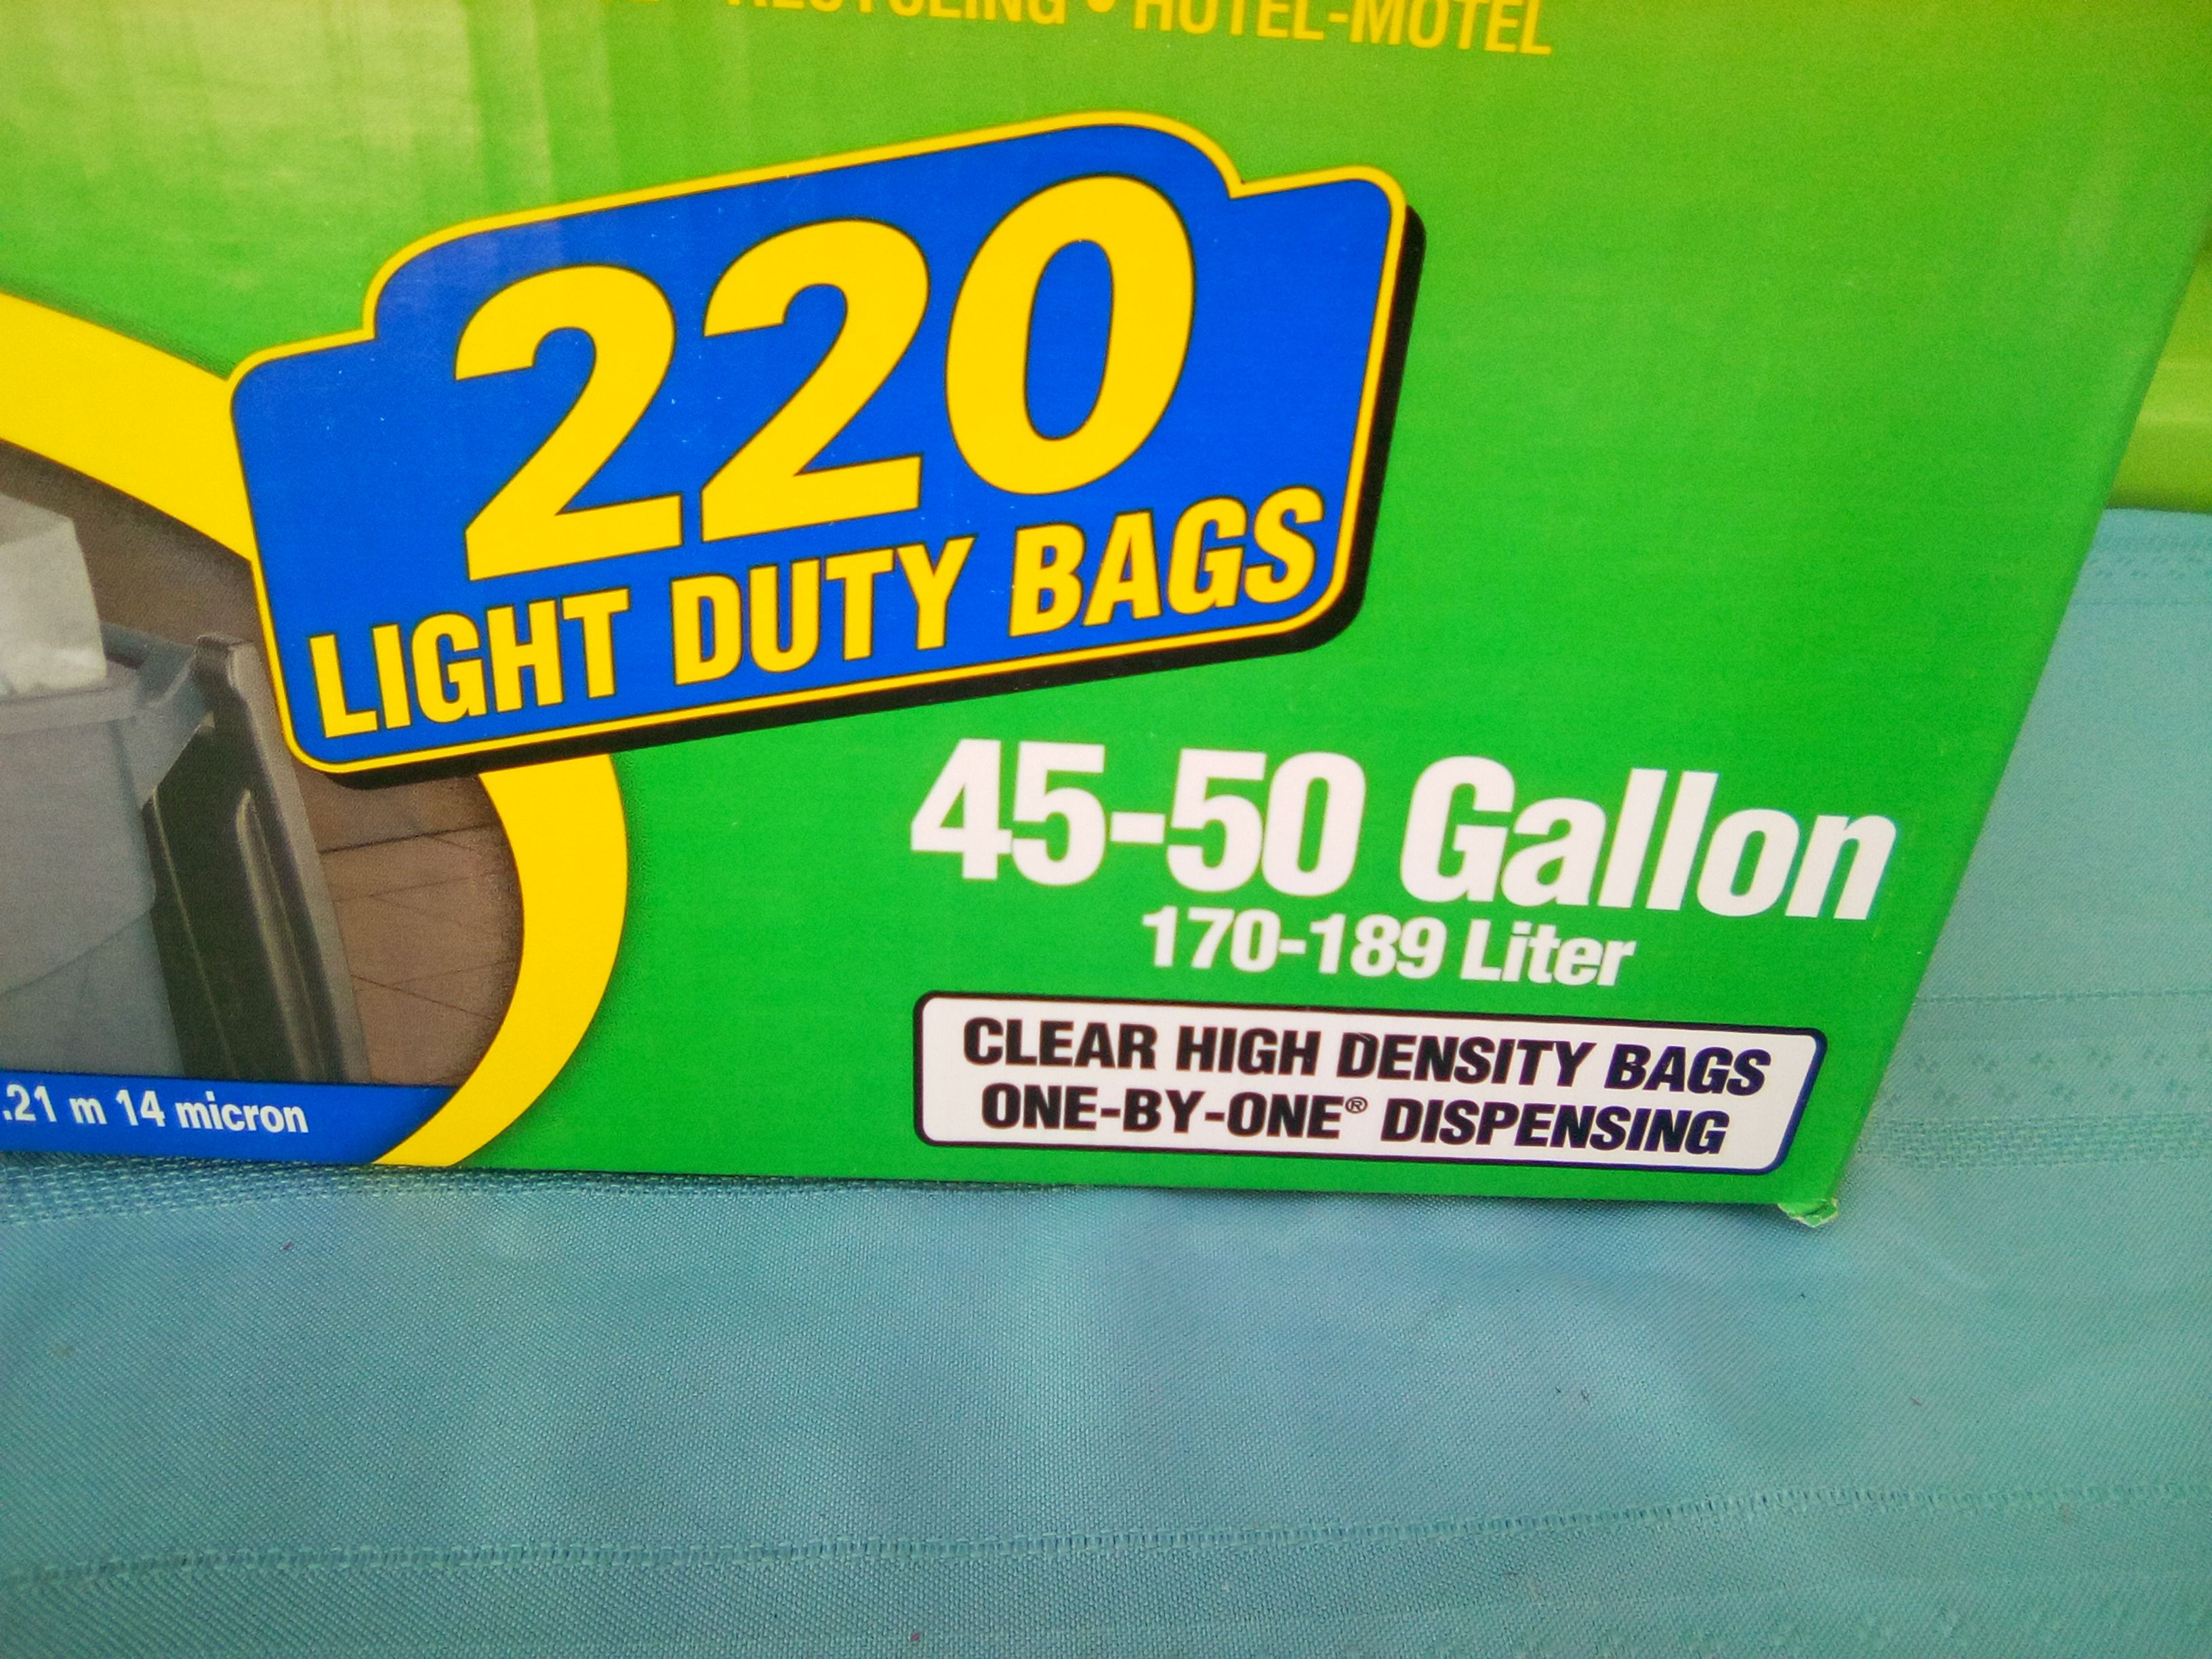 RECYCLING • HOTEL-MOTEL
220
LIGHT DUTY BAGS
45-50 Gallon
170-189 Liter
CLEAR HIGH DENSITY BAGS
ONE-BY-ONE® DISPENSING
.21 m 14 micron